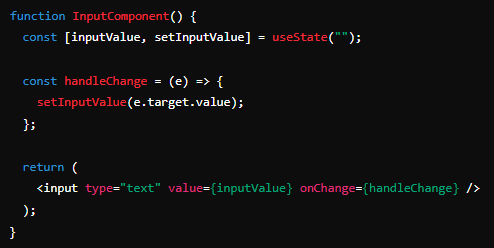 function InputComponent() {
  const [inputValue, setInputValue] = useState("");

  const handleChange = (e) => {
    setInputValue(e.target.value);
  };

  return (
    <input type="text" value={inputValue} onChange={handleChange} />
  );
}